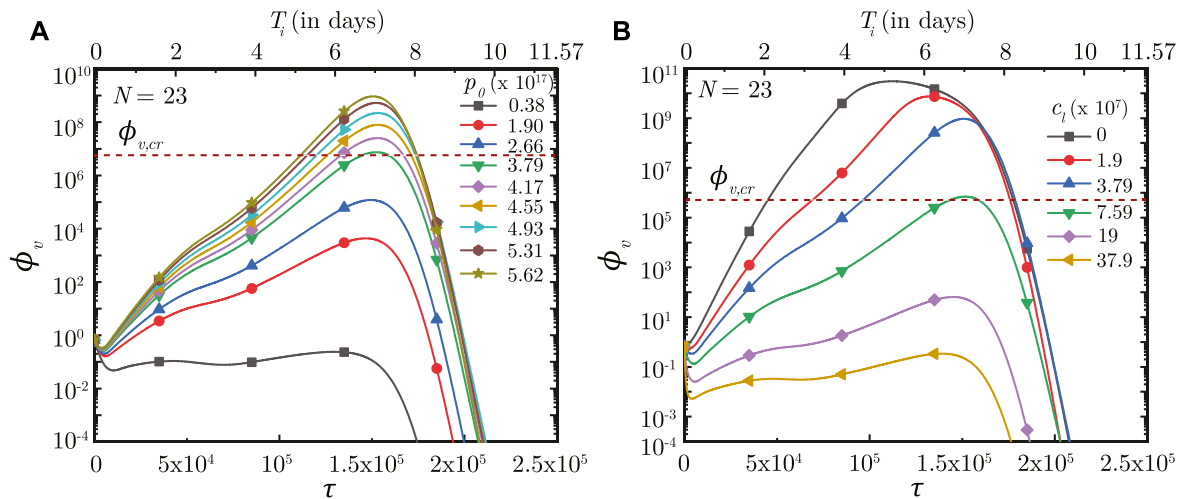 A
T_i (in days)
0 2 4 6 8 10 11.57
10^10
10^8
10^6
10^4
10^2
10^0
10^-2
10^-4
ϕ_v
N = 23
ϕ_v,cr
p_0 (x 10^17)
0.38
1.90
2.66
3.79
4.17
4.55
4.93
5.31
5.62
0 5x10^4 1.5x10^5 2x10^5 2.5x10^5
τ
B
T_i (in days)
0 2 4 6 8 10 11.57
10^11
10^9
10^7
10^5
10^3
10^1
10^-1
10^-3
10^-4
ϕ_v
N = 23
ϕ_v,cr
c_l (x 10^7)
0
1.9
3.79
7.59
19
37.9
0 5x10^4 10^5 1.5x10^5 2x10^5 2.5x10^5
τ